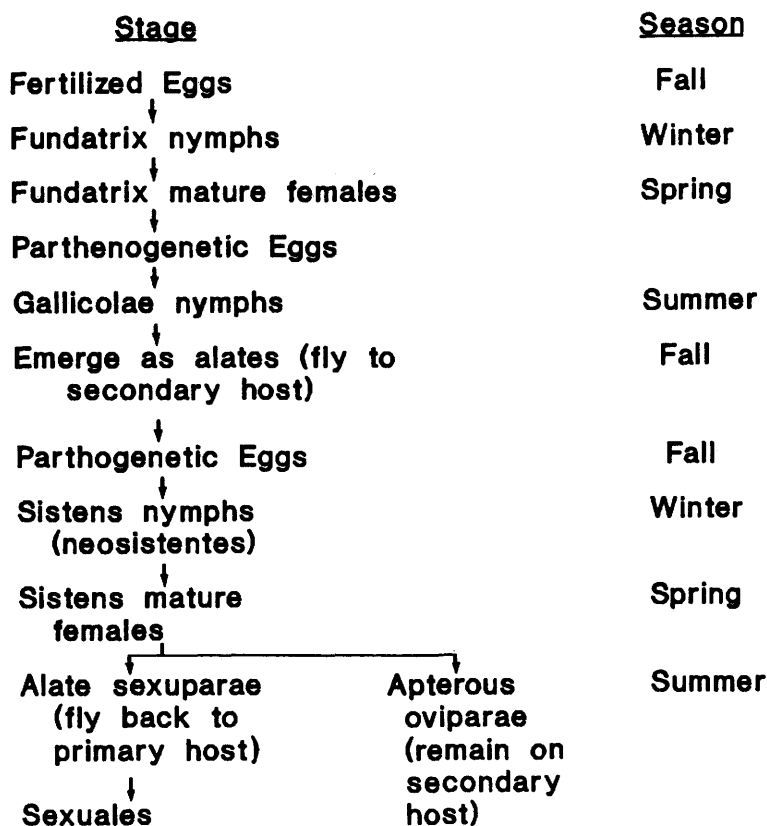 Stage Season
Fertilized Eggs Fall
Fundatrix nymphs Winter
Fundatrix mature females Spring
Parthenogenetic Eggs
Gallicolae nymphs Summer
Emerge as alates (fly to Fall
secondary host)
Parthogenetic Eggs Fall
Sistens nymphs Winter
(neosistentes)
Sistens mature Spring
females
Alate sexuparae Apterous Summer
(fly back to oviparae
primary host) (remain on
secondary
Sexuales host)